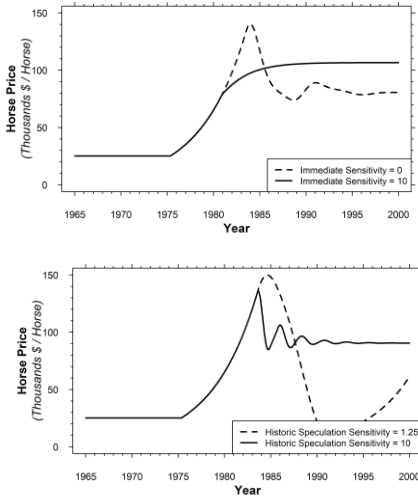 150
100
50
0
Horse Price
(Thousands $ / Horse)
Immediate Sensitivity = 0
Immediate Sensitivity = 10
1965 1970 1975 1980 1985 1990 1995 2000
Year
150
100
50
0
Horse Price
(Thousands $ / Horse)
Historic Speculation Sensitivity = 1.25
Historic Speculation Sensitivity = 10
1965 1970 1975 1980 1985 1990 1995 2000
Year